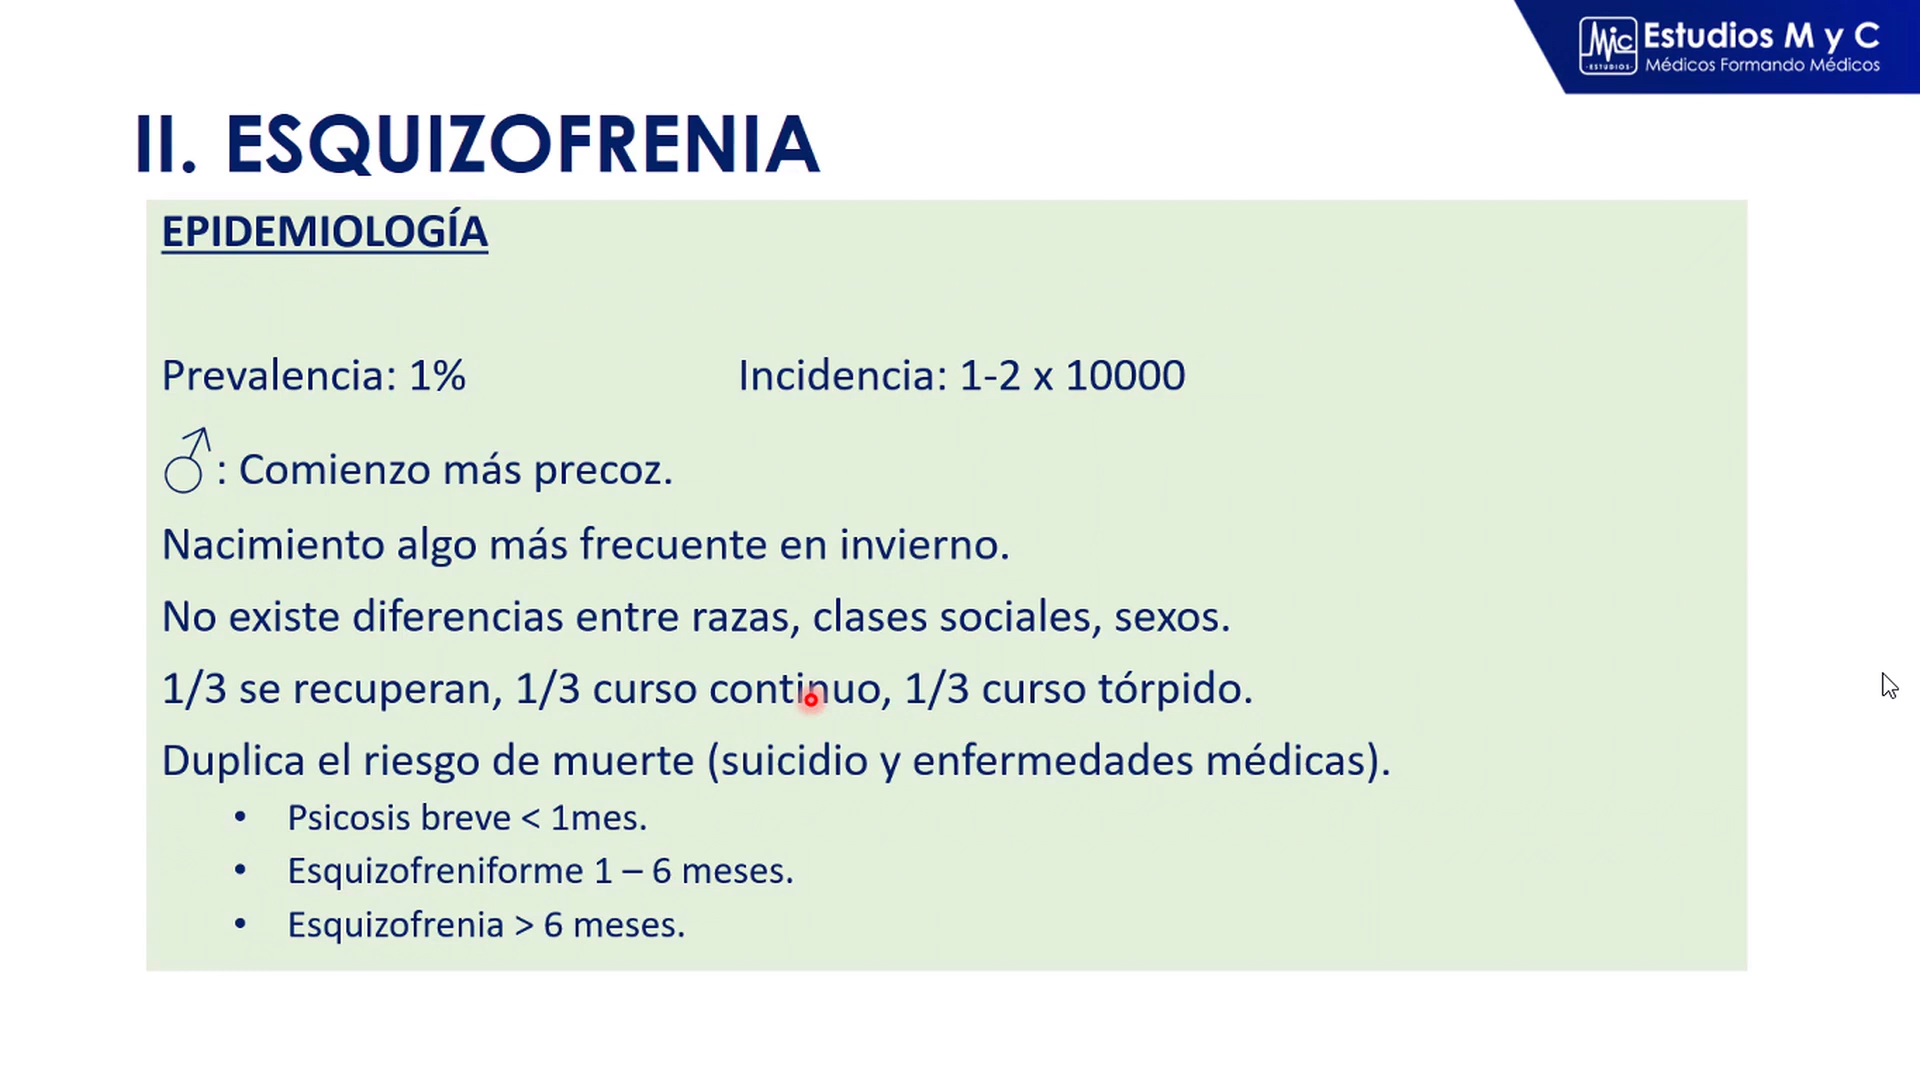 Mic
ESTUDIOS
Estudios M y C
Médicos Formando Médicos
II. ESQUIZOFRENIA
EPIDEMIOLOGÍA
Prevalencia: 1% Incidencia: 1-2 x 10000
♂: Comienzo más precoz.
Nacimiento algo más frecuente en invierno.
No existe diferencias entre razas, clases sociales, sexos.
1/3 se recuperan, 1/3 curso continuo, 1/3 curso tórpido.
Duplica el riesgo de muerte (suicidio y enfermedades médicas).
• Psicosis breve < 1mes.
• Esquizofreniforme 1 – 6 meses.
• Esquizofrenia > 6 meses.